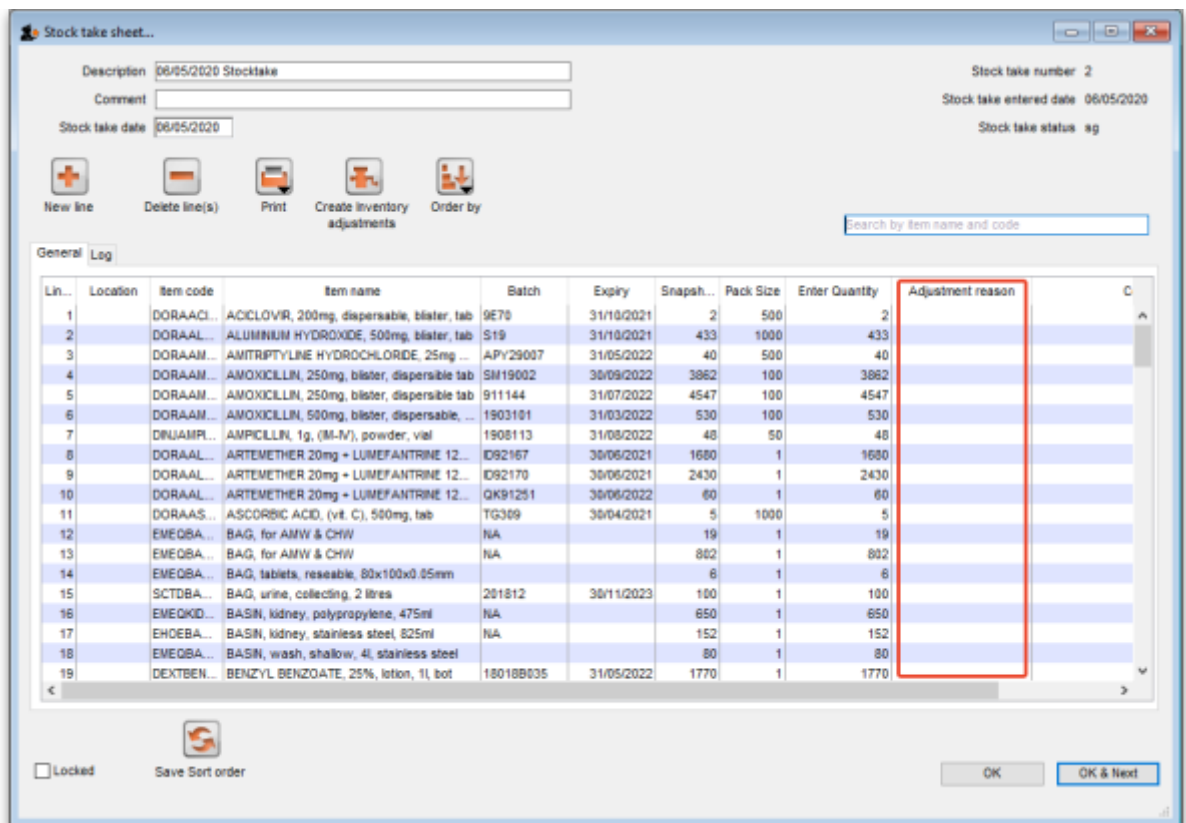 Stock take sheet...
Description 06/05/2020 Stocktake Stock take number 2
Comment Stock take entered date 06/05/2020
Stock take date 06/05/2020 Stock take status sg
New line Delete line(s) Print Create Inventory adjustments Order by
Search by item name and code
General Log
Lin... Location Item code Item name Batch Expiry Snapsh... Pack Size Enter Quantity Adjustment reason C
1 DORAACI... ACICLOVIR, 200mg, dispersable, blister, tab 9E70 31/10/2021 2 500 2
2 DORAAL... ALUMINIUM HYDROXIDE, 500mg, blister, tab S19 31/10/2021 433 1000 433
3 DORAAM... AMITRIPTYLINE HYDROCHLORIDE, 25mg ... APY29007 31/05/2022 40 500 40
4 DORAAM... AMOXICILLIN, 250mg, blister, dispersible tab SM19002 30/09/2022 3862 100 3862
5 DORAAM... AMOXICILLIN, 250mg, blister, dispersible tab 911144 31/07/2022 4547 100 4547
6 DORAAM... AMOXICILLIN, 500mg, blister, dispersable, ... 1903101 31/03/2022 530 100 530
7 DINJAMPI... AMPICILLIN, 1g, (IM-IV), powder, vial 1908113 31/08/2022 48 50 48
8 DORAAL... ARTEMETHER 20mg + LUMEFANTRINE 12... ID92167 30/06/2021 1680 1 1680
9 DORAAL... ARTEMETHER 20mg + LUMEFANTRINE 12... ID92170 30/06/2021 2430 1 2430
10 DORAAL... ARTEMETHER 20mg + LUMEFANTRINE 12... QK91251 30/06/2022 60 1 60
11 DORAAS... ASCORBIC ACID, (vit. C), 500mg, tab TG309 30/04/2021 5 1000 5
12 EMEQBA... BAG, for AMW & CHW NA 19 1 19
13 EMEQBA... BAG, for AMW & CHW NA 802 1 802
14 EMEQBA... BAG, tablets, reseable, 80x100x0.05mm 6 1 6
15 SCTDBA... BAG, urine, collecting, 2 litres 201812 30/11/2023 100 1 100
16 EMEQKID... BASIN, kidney, polypropylene, 475ml NA 650 1 650
17 EHOEBA... BASIN, kidney, stainless steel, 825ml NA 152 1 152
18 EMEQBA... BASIN, wash, shallow, 4l, stainless steel 80 1 80
19 DEXTBEN... BENZYL BENZOATE, 25%, lotion, 1l, bot 18018B035 31/05/2022 1770 1 1770
Locked Save Sort order OK OK & Next